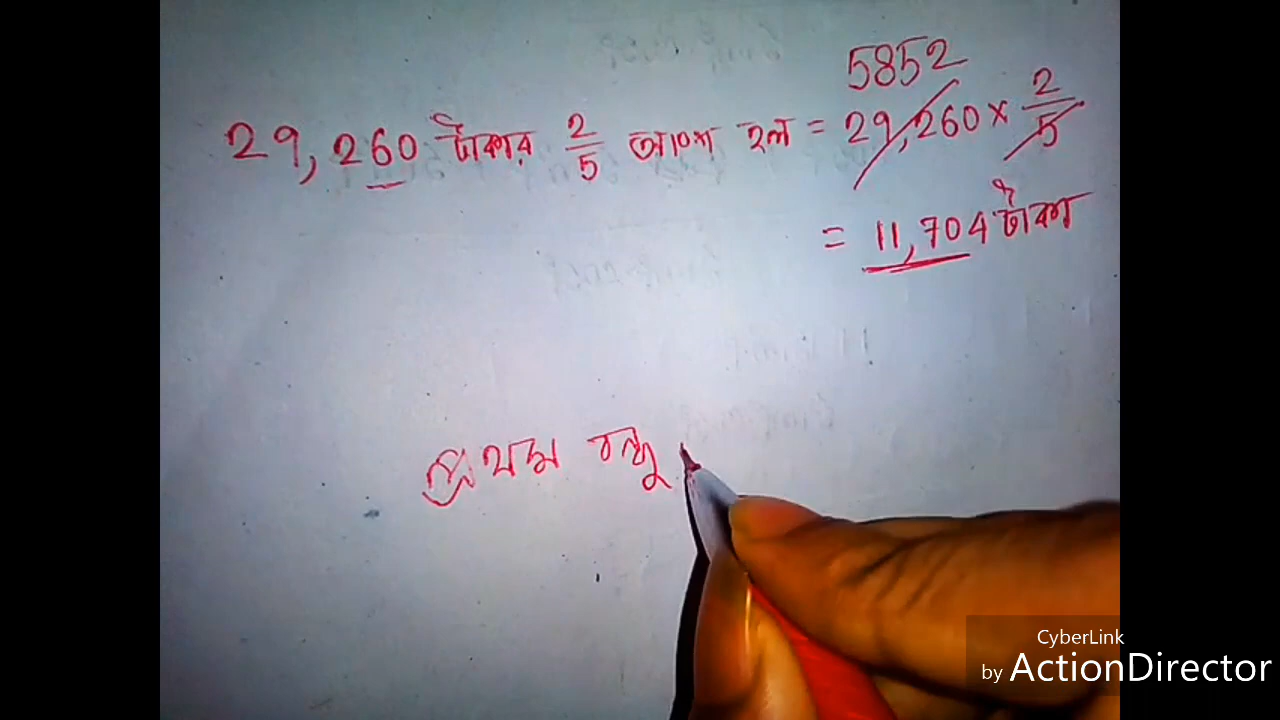 5852
29,260 টাকার 2/5 অংশ হল = 29,260 × 2/5
= 11,704 টাকা
প্রথম বন্ধু
CyberLink
by ActionDirector